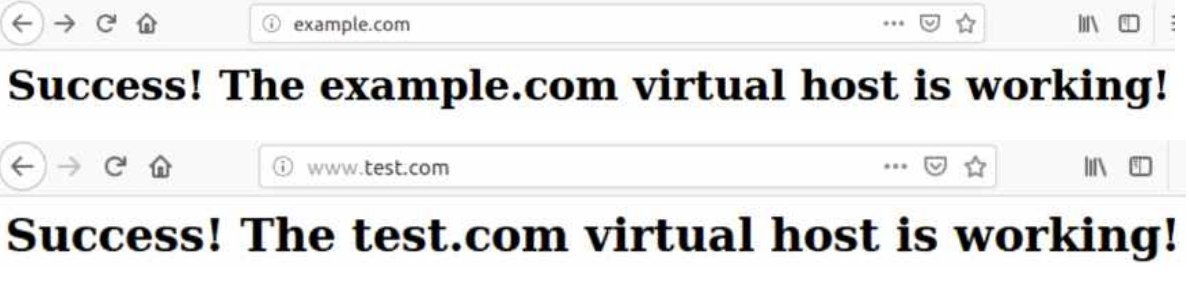 example.com
Success! The example.com virtual host is working!
www.test.com
Success! The test.com virtual host is working!